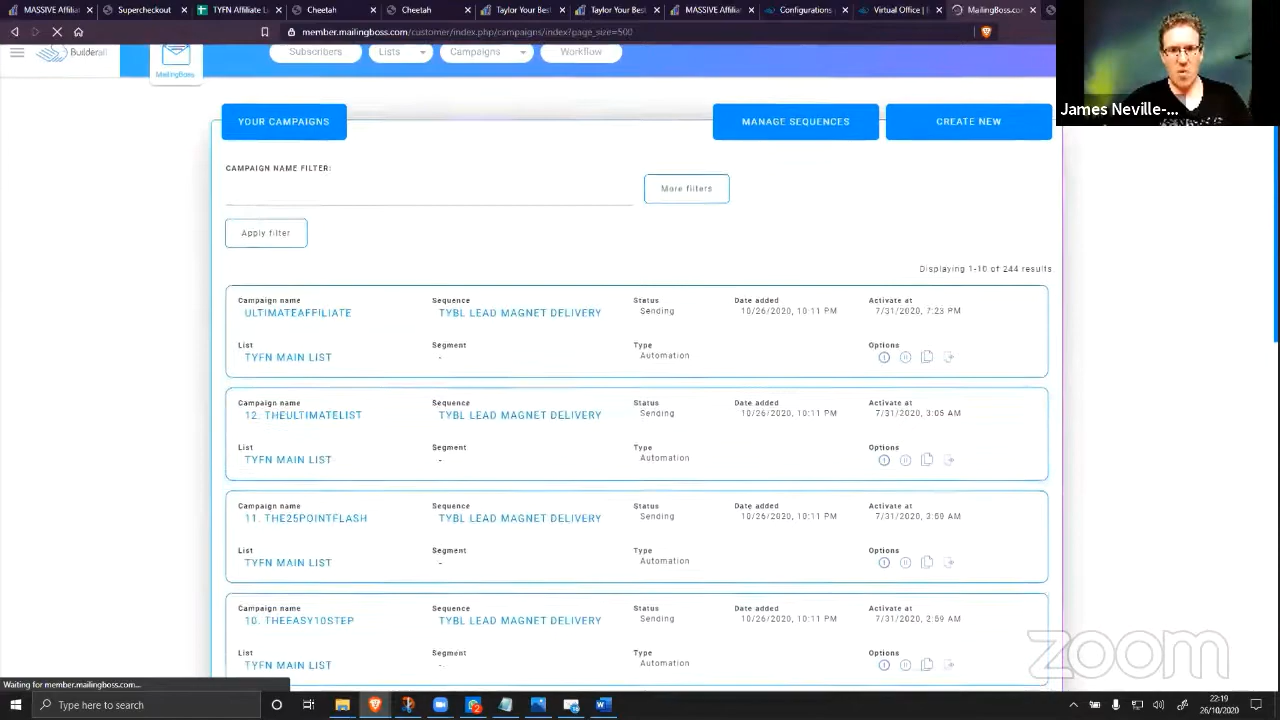 MASSIVE Affiliat
Supercheckout
TYFN Affiliate L
Cheetah
Cheetah
Taylor Your Best
Taylor Your Best
MASSIVE Affiliat
Configurations
Virtual Office |
MailingBoss.com
member.mailingboss.com/customer/index.php/campaigns/index?page_size=500
Builderall
MailingBoss
Subscribers
Lists
Campaigns
Workflow
James Neville-...
YOUR CAMPAIGNS
MANAGE SEQUENCES
CREATE NEW
CAMPAIGN NAME FILTER:
More filters
Apply filter
Displaying 1-10 of 244 results
Campaign name Sequence Status Date added Activate at
ULTIMATEAFFILIATE TYBL LEAD MAGNET DELIVERY Sending 10/26/2020, 10:11 PM 7/31/2020, 7:23 PM
List Segment Type Options
TYFN MAIN LIST - Automation
Campaign name Sequence Status Date added Activate at
12. THEULTIMATELIST TYBL LEAD MAGNET DELIVERY Sending 10/26/2020, 10:11 PM 7/31/2020, 3:05 AM
List Segment Type Options
TYFN MAIN LIST - Automation
Campaign name Sequence Status Date added Activate at
11. THE25POINTFLASH TYBL LEAD MAGNET DELIVERY Sending 10/26/2020, 10:11 PM
List Segment Type Options
TYFN MAIN LIST - Automation
Campaign name Sequence Status Date added Activate at
10. THEEASY10STEP TYBL LEAD MAGNET DELIVERY Sending 10/26/2020, 10:11 PM 7/31/2020, 2:59 AM
List Segment Type Options
TYFN MAIN LIST - Automation
zoom
Waiting for member.mailingboss.com...
Type here to search
22:19
26/10/2020